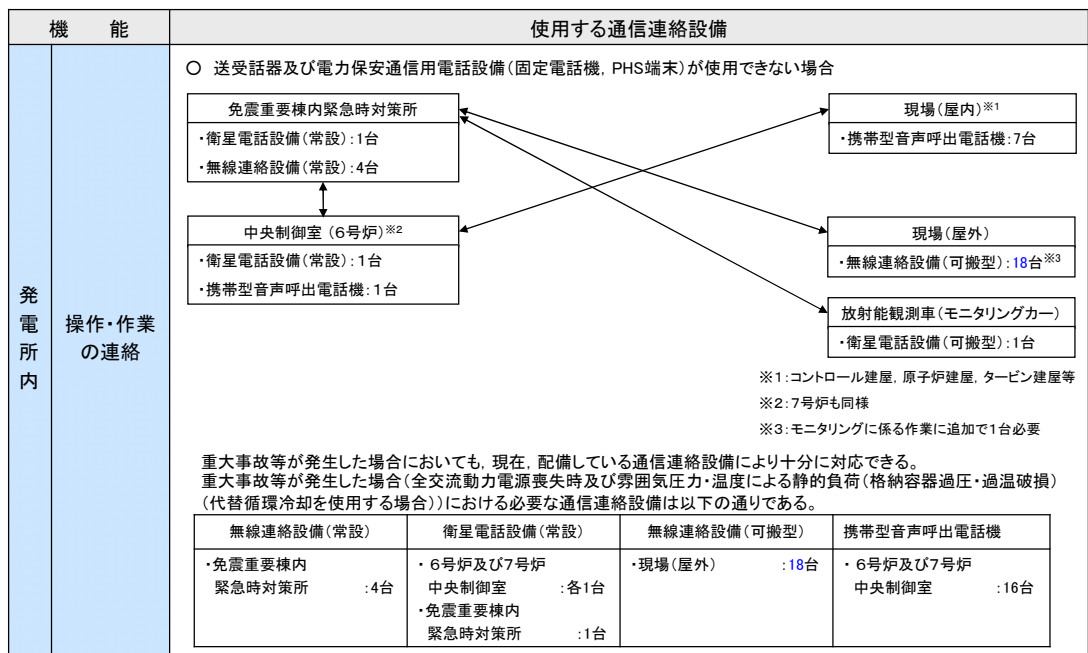 機　能
使用する通信連絡設備
発電所内
操作・作業
の連絡
○ 送受話器及び電力保安通信用電話設備(固定電話機, PHS端末)が使用できない場合
免震重要棟内緊急時対策所
・衛星電話設備(常設):1台
・無線連絡設備(常設):4台
現場(屋内)※1
・携帯型音声呼出電話機:7台
中央制御室(6号炉)※2
・衛星電話設備(常設):1台
・携帯型音声呼出電話機:1台
現場(屋外)
・無線連絡設備(可搬型):18台※3
放射能観測車(モニタリングカー)
・衛星電話設備(可搬型):1台
※1:コントロール建屋, 原子炉建屋, タービン建屋等
※2:7号炉も同様
※3:モニタリングに係る作業に追加で1台必要
重大事故等が発生した場合においても, 現在, 配備している通信連絡設備により十分に対応できる。
重大事故等が発生した場合(全交流動力電源喪失時及び雰囲気圧力・温度による静的負荷(格納容器過圧・過温破損)
(代替循環冷却を使用する場合))における必要な通信連絡設備は以下の通りである。
無線連絡設備(常設)
衛星電話設備(常設)
無線連絡設備(可搬型)
携帯型音声呼出電話機
・免震重要棟内
緊急時対策所 :4台
・6号炉及び7号炉
中央制御室 :各1台
・免震重要棟内
緊急時対策所 :1台
・現場(屋外) :18台
・6号炉及び7号炉
中央制御室 :16台